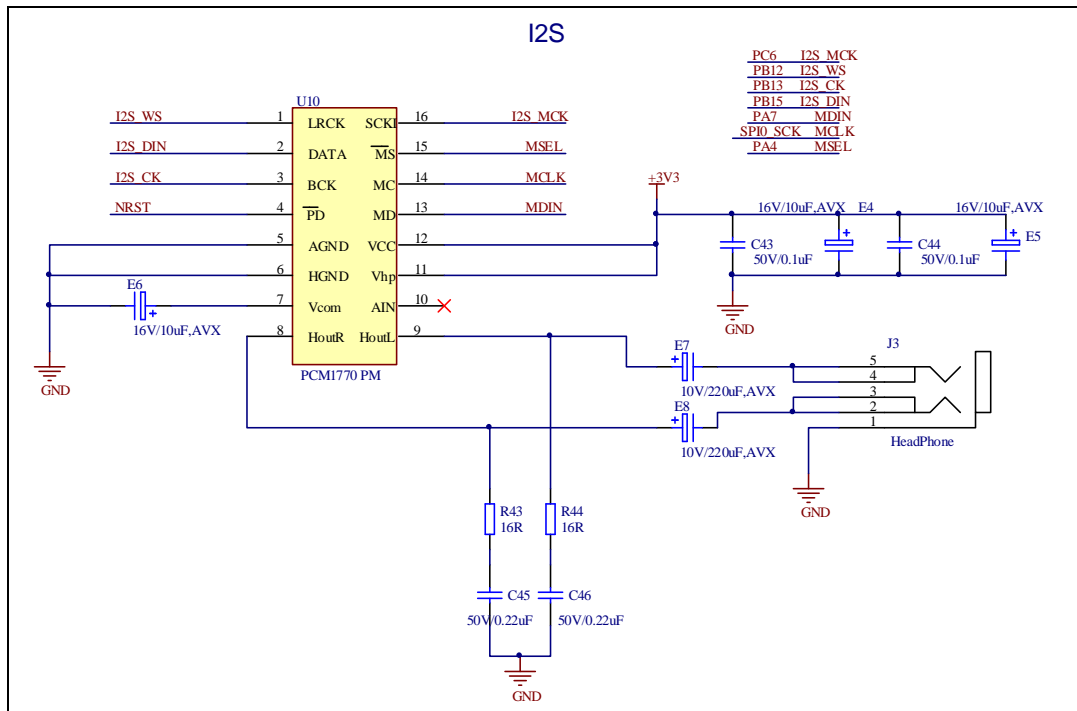 I2S
PC6 I2S_MCK
PB12 I2S_WS
PB13 I2S_CK
PB15 I2S_DIN
PA7 MDIN
SPI0_SCK MCLK
PA4 MSEL
U10
I2S_WS 1 LRCK SCKI 16 I2S_MCK
I2S_DIN 2 DATA MS 15 MSEL
I2S_CK 3 BCK MC 14 MCLK
NRST 4 PD MD 13 MDIN
5 AGND VCC 12
6 HGND Vhp 11
7 Vcom AIN 10
8 HoutR HoutL 9
PCM1770 PM
E6
16V/10uF,AVX
GND
+3V3
16V/10uF,AVX E4 16V/10uF,AVX
C43 C44 E5
50V/0.1uF 50V/0.1uF
GND
E7
10V/220uF,AVX
E8
10V/220uF,AVX
J3
5
4
3
2
1
HeadPhone
GND
R43 R44
16R 16R
C45 C46
50V/0.22uF 50V/0.22uF
GND